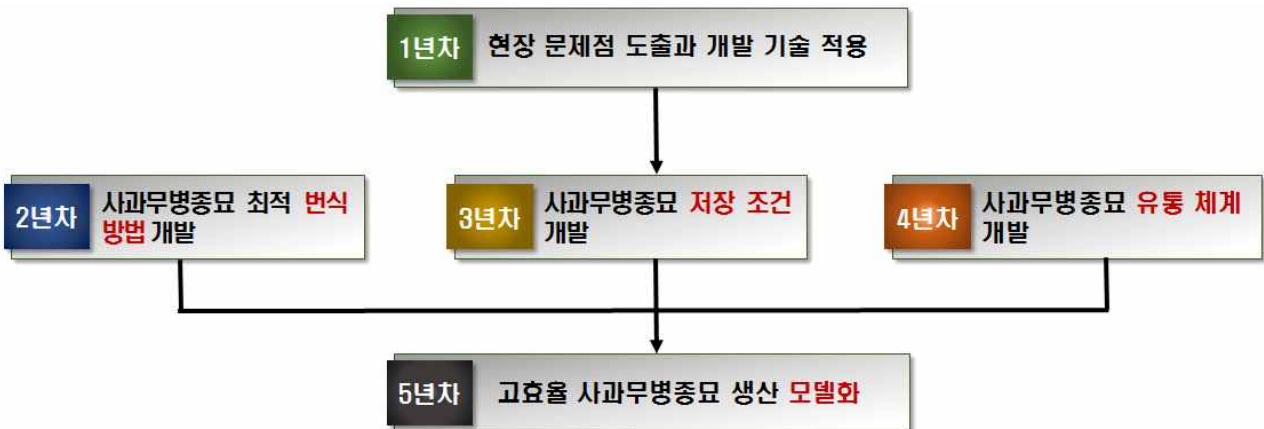 1년차 현장 문제점 도출과 개발 기술 적용
2년차 사과무병종묘 최적 번식
방법 개발
3년차 사과무병종묘 저장 조건
개발
4년차 사과무병종묘 유통 체계
개발
5년차 고효율 사과무병종묘 생산 모델화